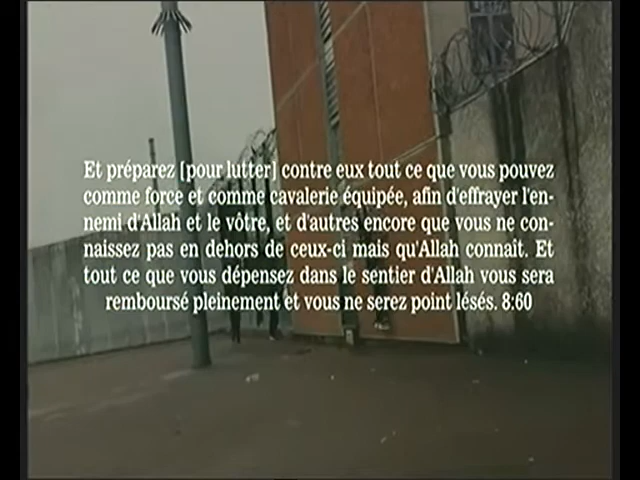 Et préparez [pour lutter] contre eux tout ce que vous pouvez
comme force et comme cavalerie équipée, afin d'effrayer l'en-
nemi d'Allah et le vôtre, et d'autres encore que vous ne con-
naissez pas en dehors de ceux-ci mais qu'Allah connaît. Et
tout ce que vous dépensez dans le sentier d'Allah vous sera
remboursé pleinement et vous ne serez point lésés. 8:60